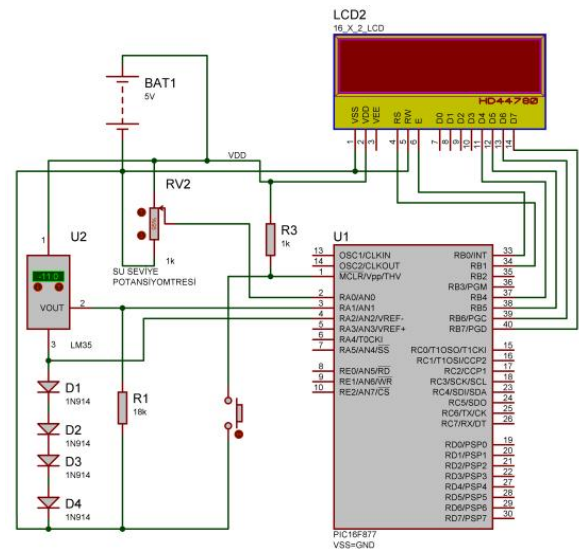 LCD2
16_X_2_LCD
HD44780
VSS
VDD
VEE
RS
RW
E
D0
D1
D2
D3
D4
D5
D6
D7
1
2
3
4
5
6
7
8
9
10
11
12
13
14
BAT1
5V
VDD
RV2
1k
SU SEVİYE
POTANSİYOMTRESİ
R3
1k
U2
1
-11.0
VOUT
2
3
LM35
D1
1N914
D2
1N914
D3
1N914
D4
1N914
R1
18k
U1
13 OSC1/CLKIN RB0/INT 33
14 OSC2/CLKOUT RB1 34
1 MCLR/Vpp/THV RB2 35
RB3/PGM 36
2 RA0/AN0 RB4 37
3 RA1/AN1 RB5 38
4 RA2/AN2/VREF- RB6/PGC 39
5 RA3/AN3/VREF+ RB7/PGD 40
6 RA4/T0CKI
7 RA5/AN4/SS RC0/T1OSO/T1CKI 15
RC1/T1OSI/CCP2 16
8 RE0/AN5/RD RC2/CCP1 17
9 RE1/AN6/WR RC3/SCK/SCL 18
10 RE2/AN7/CS RC4/SDI/SDA 23
RC5/SDO 24
RC6/TX/CK 25
RC7/RX/DT 26
RD0/PSP0 19
RD1/PSP1 20
RD2/PSP2 21
RD3/PSP3 22
RD4/PSP4 27
RD5/PSP5 28
RD6/PSP6 29
RD7/PSP7 30
PIC16F877
VSS=GND